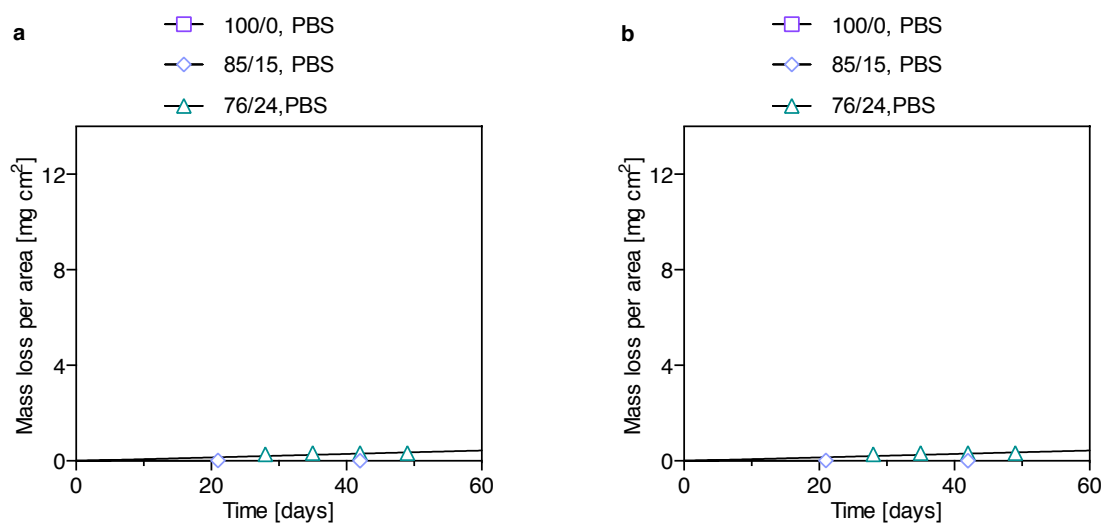 a
100/0, PBS
85/15, PBS
76/24,PBS
Mass loss per area [mg cm²]
12
8
4
0
0 20 40 60
Time [days]
b
100/0, PBS
85/15, PBS
76/24,PBS
Mass loss per area [mg cm²]
12
8
4
0
0 20 40 60
Time [days]